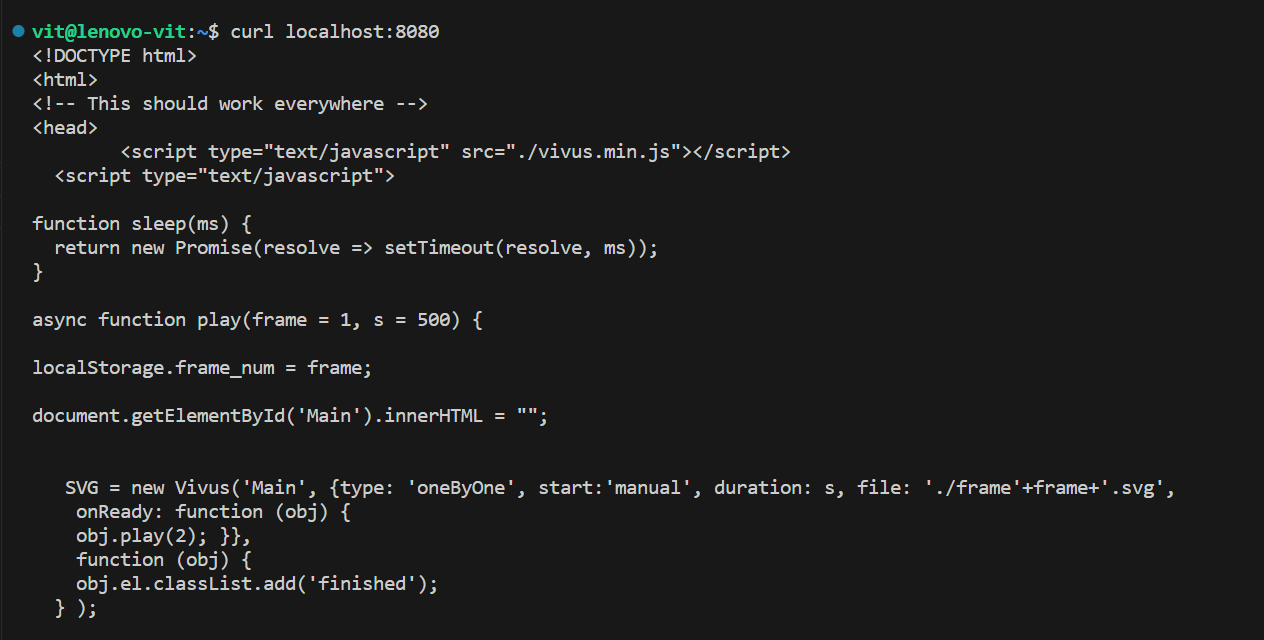 vit@lenovo-vit:~$ curl localhost:8080
<!DOCTYPE html>
<html>
<!-- This should work everywhere -->
<head>
        <script type="text/javascript" src="./vivus.min.js"></script>
  <script type="text/javascript">

function sleep(ms) {
  return new Promise(resolve => setTimeout(resolve, ms));
}

async function play(frame = 1, s = 500) {

localStorage.frame_num = frame;

document.getElementById('Main').innerHTML = "";


   SVG = new Vivus('Main', {type: 'oneByOne', start:'manual', duration: s, file: './frame'+frame+'.svg',
    onReady: function (obj) {
    obj.play(2); }},
    function (obj) {
    obj.el.classList.add('finished');
  } );